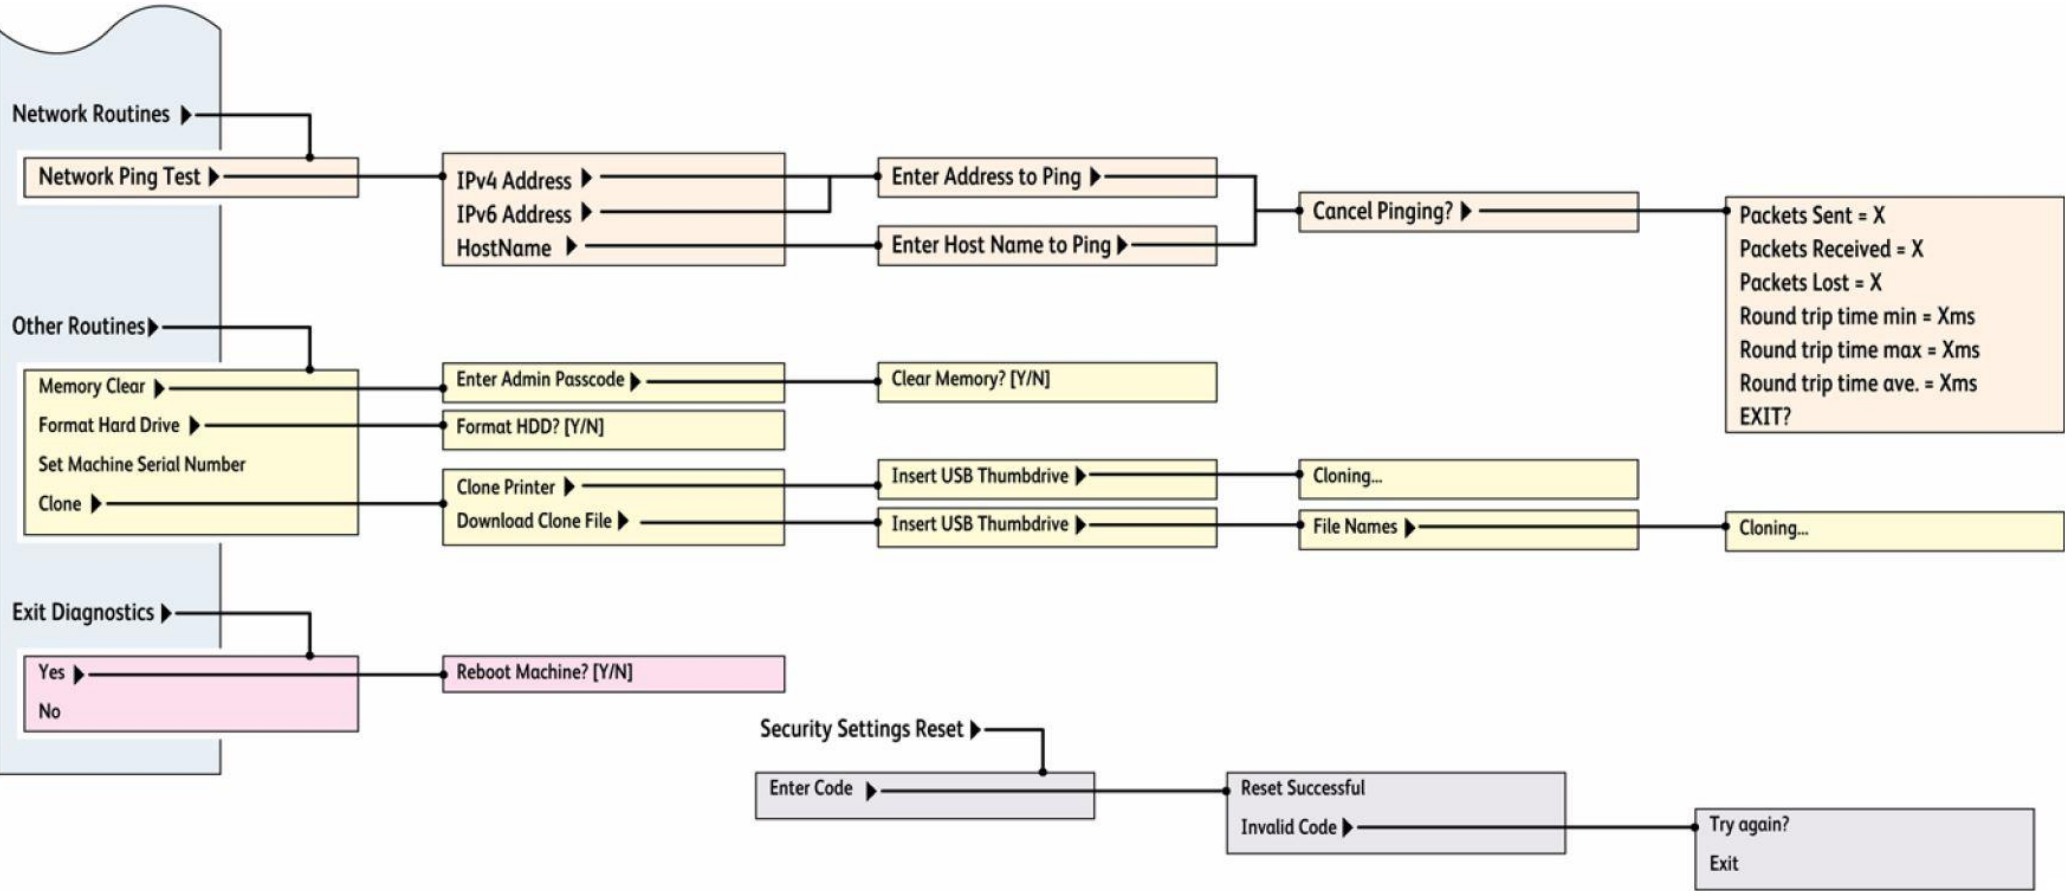 Network Routines
Network Ping Test
IPv4 Address
IPv6 Address
HostName
Enter Address to Ping
Enter Host Name to Ping
Cancel Pinging?
Packets Sent = X
Packets Received = X
Packets Lost = X
Round trip time min = Xms
Round trip time max = Xms
Round trip time ave. = Xms
EXIT?
Other Routines
Memory Clear
Format Hard Drive
Set Machine Serial Number
Clone
Enter Admin Passcode
Clear Memory? [Y/N]
Format HDD? [Y/N]
Clone Printer
Download Clone File
Insert USB Thumbdrive
Cloning...
Insert USB Thumbdrive
File Names
Cloning...
Exit Diagnostics
Yes
No
Reboot Machine? [Y/N]
Security Settings Reset
Enter Code
Reset Successful
Invalid Code
Try again?
Exit